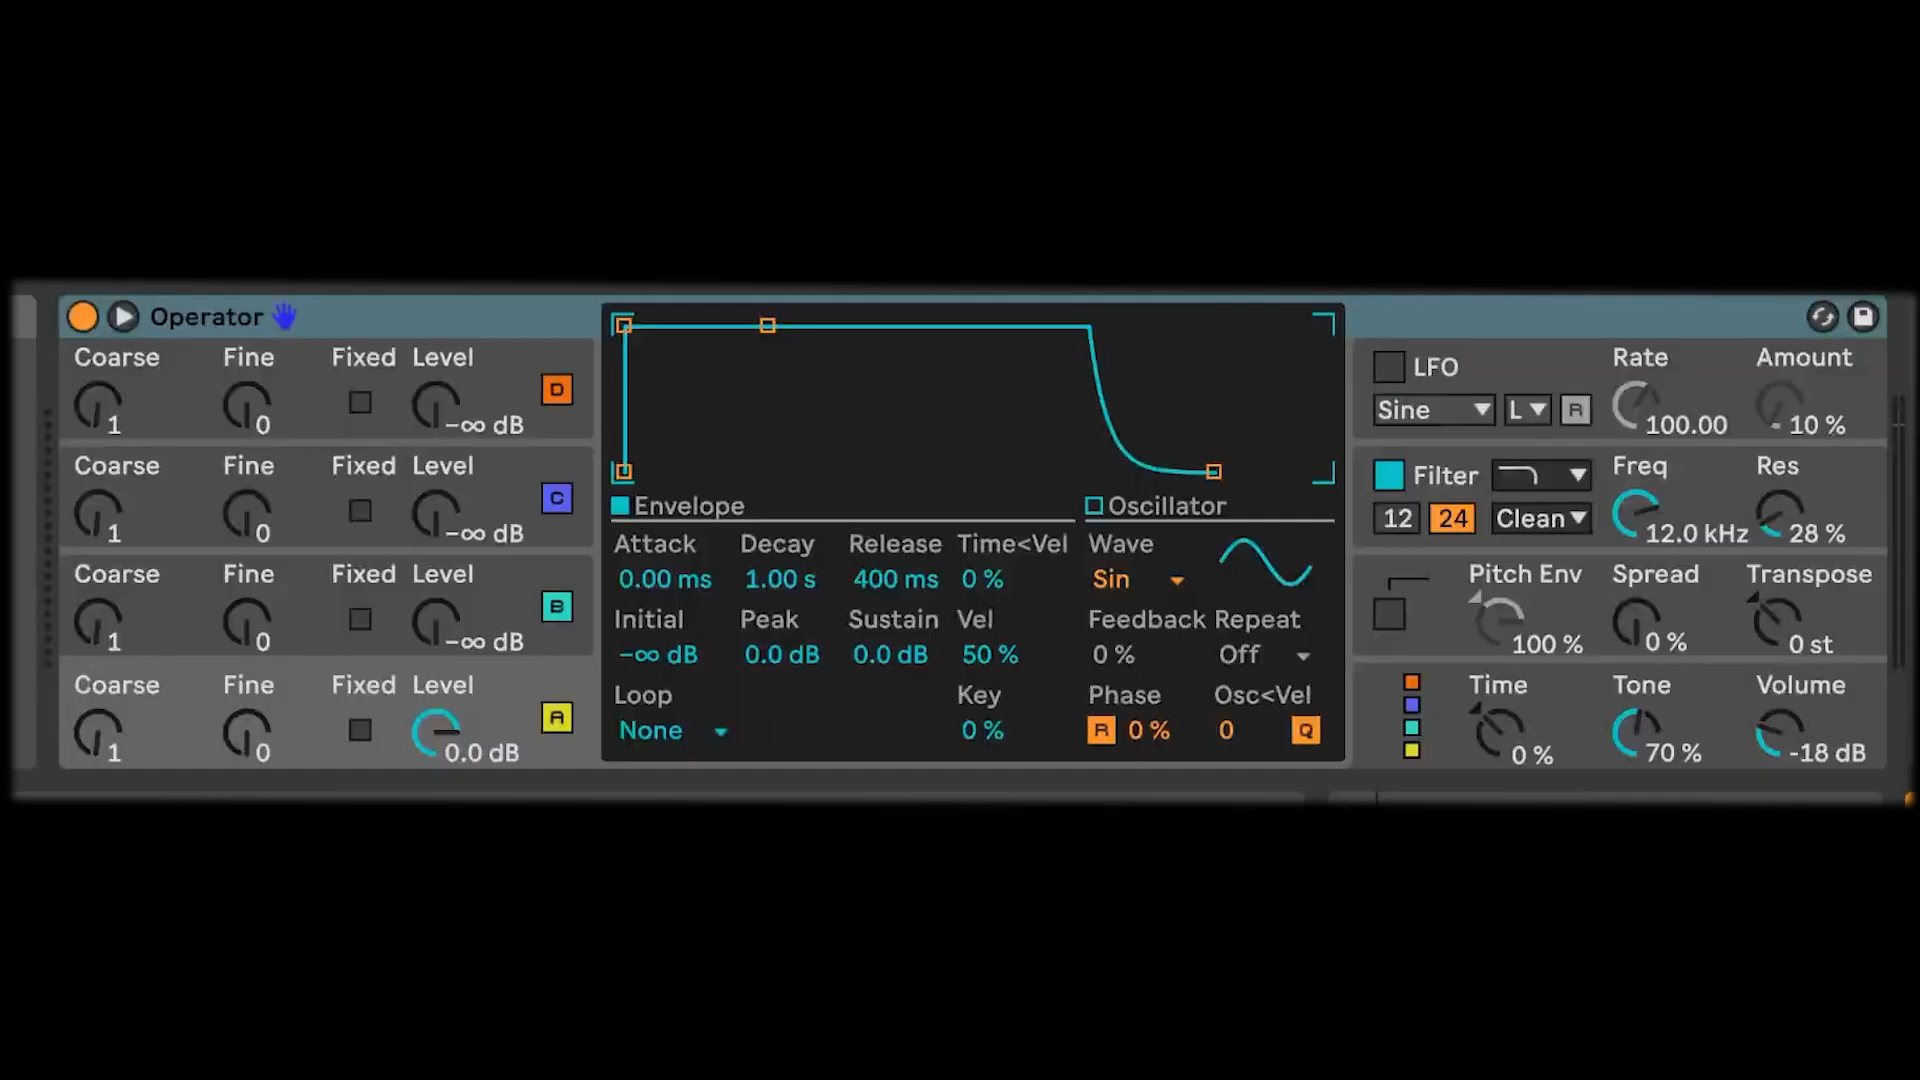 Operator
Coarse Fine Fixed Level
1 0 -∞ dB D
Coarse Fine Fixed Level
1 0 -∞ dB C
Coarse Fine Fixed Level
1 0 -∞ dB B
Coarse Fine Fixed Level
1 0 0.0 dB A
Envelope
Attack Decay Release Time<Vel
0.00 ms 1.00 s 400 ms 0 %
Initial Peak Sustain Vel
-∞ dB 0.0 dB 0.0 dB 50 %
Loop Key
None 0 %
Oscillator
Wave
Sin
Feedback Repeat
0 % Off
Phase Osc<Vel
R 0 % 0 Q
LFO Rate Amount
Sine L R 100.00 10 %
Filter Freq Res
12 24 Clean 12.0 kHz 28 %
Pitch Env Spread Transpose
100 % 0 % 0 st
Time Tone Volume
0 % 70 % -18 dB